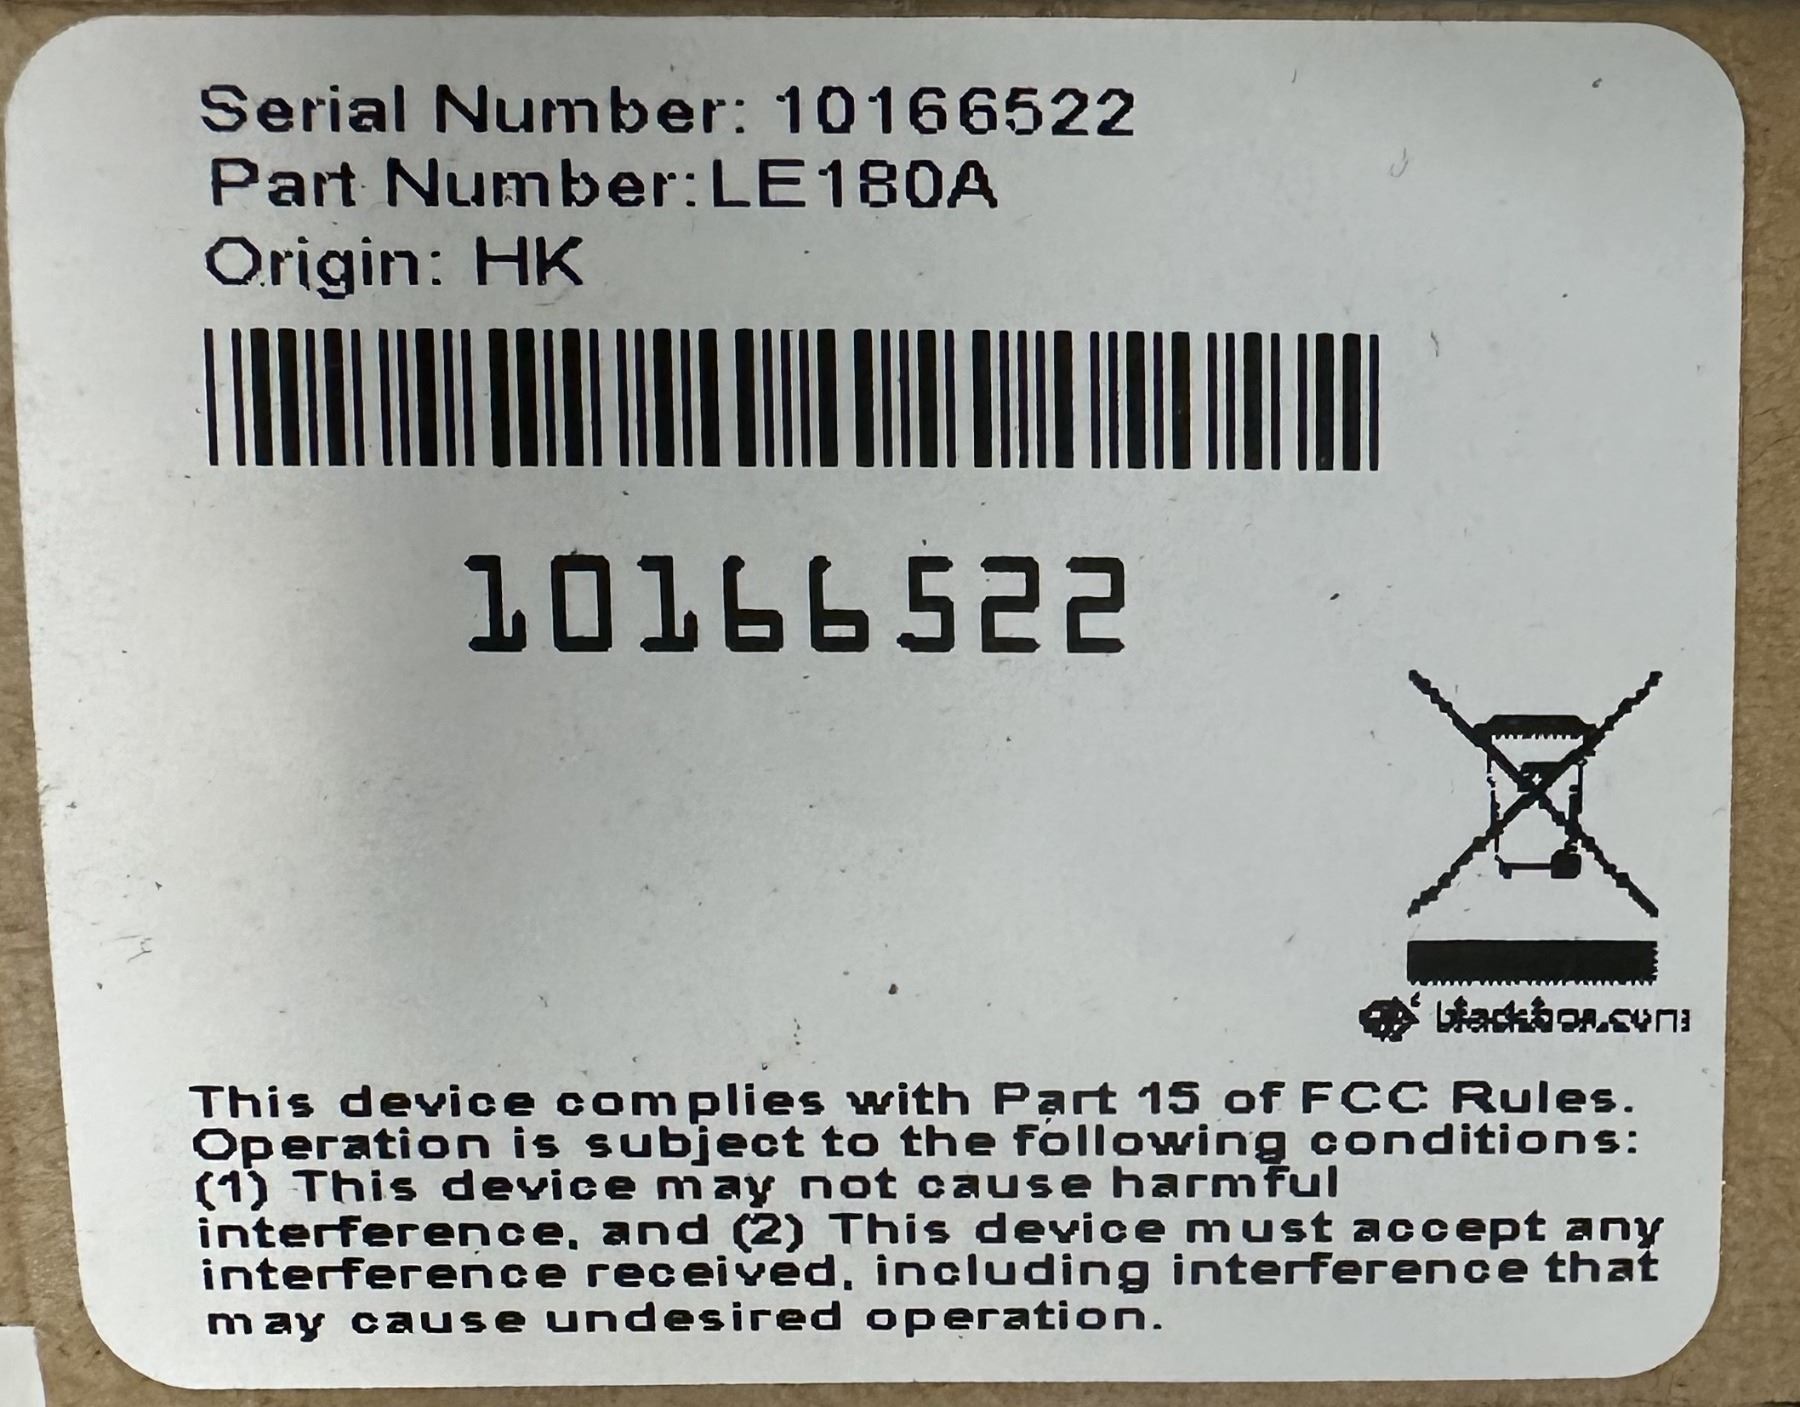 Serial Number: 10166522
Part Number:LE180A
Origin: HK
10166522
blackbox.com
This device complies with Part 15 of FCC Rules.
Operation is subject to the following conditions:
(1) This device may not cause harmful
interference, and (2) This device must accept any
interference received, including interference that
may cause undesired operation.